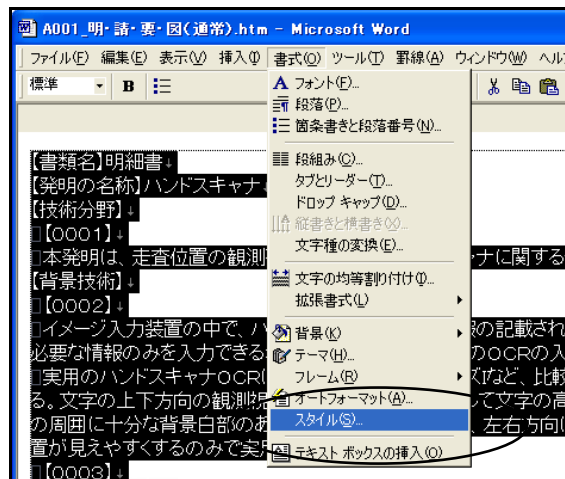 A001_明・請・要・図(通常).htm - Microsoft Word
ファイル(F) 編集(E) 表示(V) 挿入(I) 書式(O) ツール(T) 罫線(A) ウィンドウ(W) ヘル
標準 B
A フォント(F)...
段落(P)...
箇条書きと段落番号(N)...
段組み(C)...
タブとリーダー(T)...
ドロップ キャップ(D)...
縦書きと横書き(X)...
文字種の変換(E)...
文字の均等割り付け(I)...
拡張書式(L)
背景(K)
テーマ(H)...
フレーム(R)
オートフォーマット(A)...
スタイル(S)...
テキスト ボックスの挿入(O)
【書類名】明細書↓
【発明の名称】ハンドスキャナ
【技術分野】↓
【0001】↓
本発明は、走査位置の観測 ャナに関する
【背景技術】↓
【0002】↓
イメージ入力装置の中で、ハ の記載され
必要な情報のみを入力できる のOCRの入
実用のハンドスキャナOCR( など、比較
る。文字の上下方向の観測 して文字の高
の周囲に十分な背景白部のあ 、左右方向に
置が見えやすくするのみで実
【0003】↓